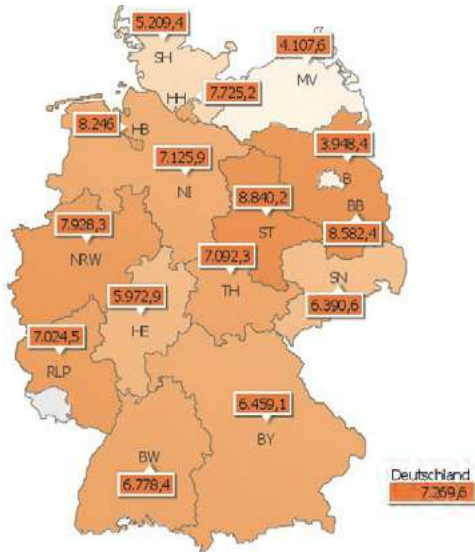 5.209,4
SH
4.107,6
MV
HH
7.725,2
8.246
HB
3.948,4
B
7.125,9
NI
BB
8.840,2
ST
8.582,4
7.928,3
NRW
7.092,3
TH
SN
6.390,6
5.972,9
HE
7.024,5
RLP
6.459,1
BY
BW
6.778,4
Deutschland
7.269,6